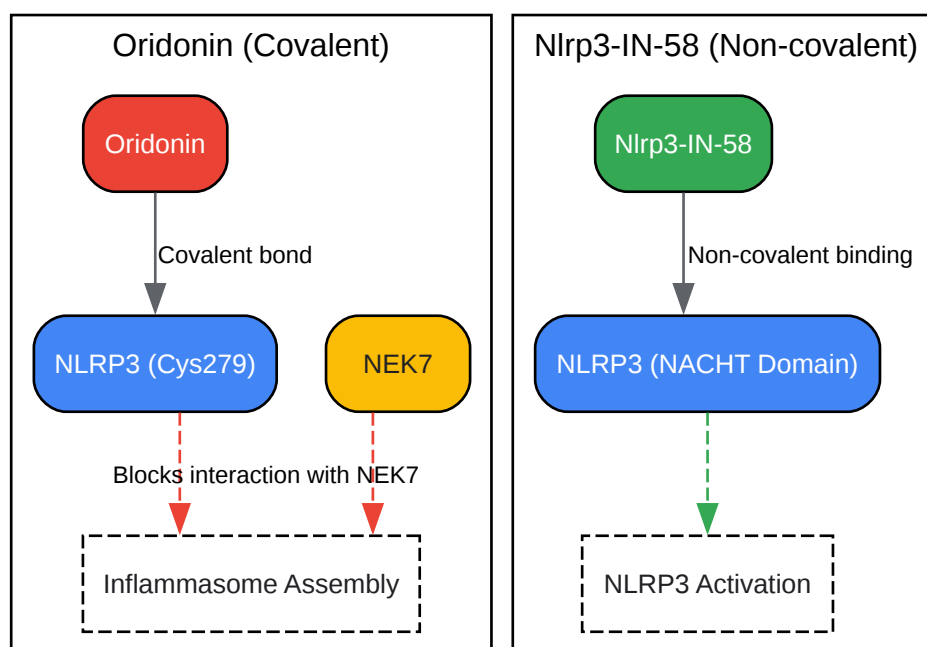 Oridonin (Covalent)
Oridonin
Covalent bond
NLRP3 (Cys279)
NEK7
Blocks interaction with NEK7
Inflammasome Assembly
Nlrp3-IN-58 (Non-covalent)
Nlrp3-IN-58
Non-covalent binding
NLRP3 (NACHT Domain)
NLRP3 Activation